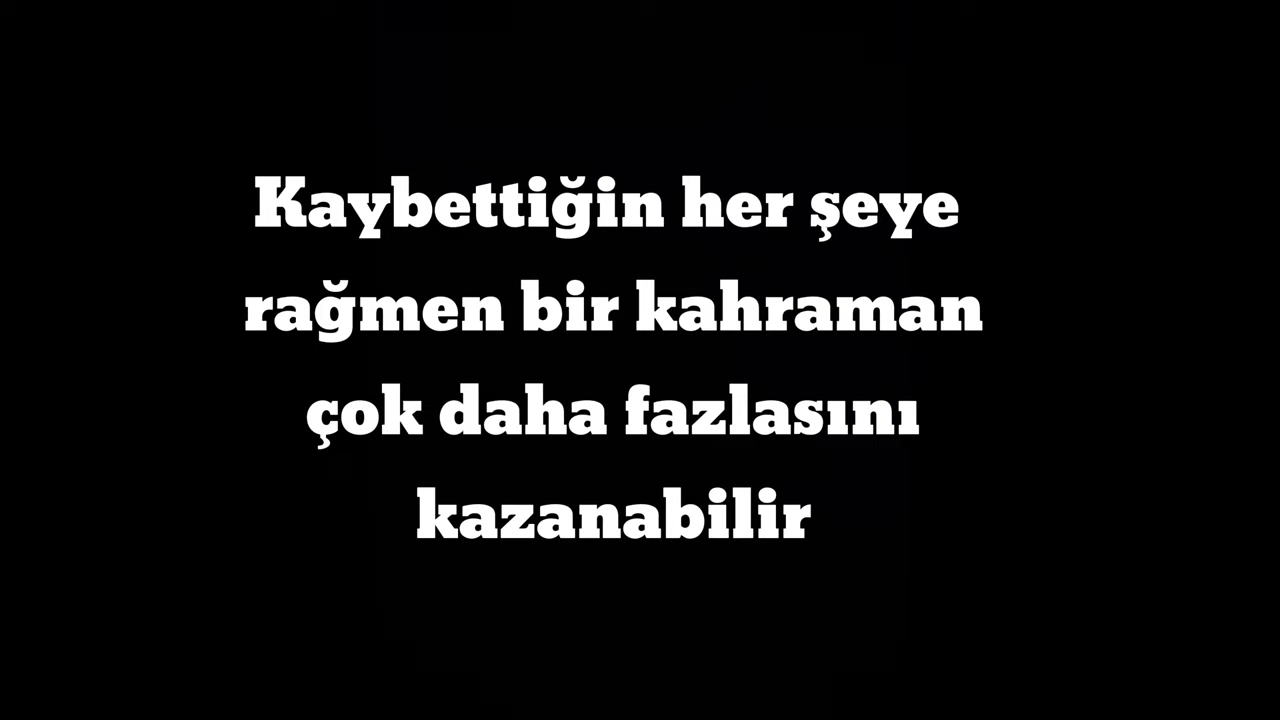 Kaybettiğin her şeye
rağmen bir kahraman
çok daha fazlasını
kazanabilir